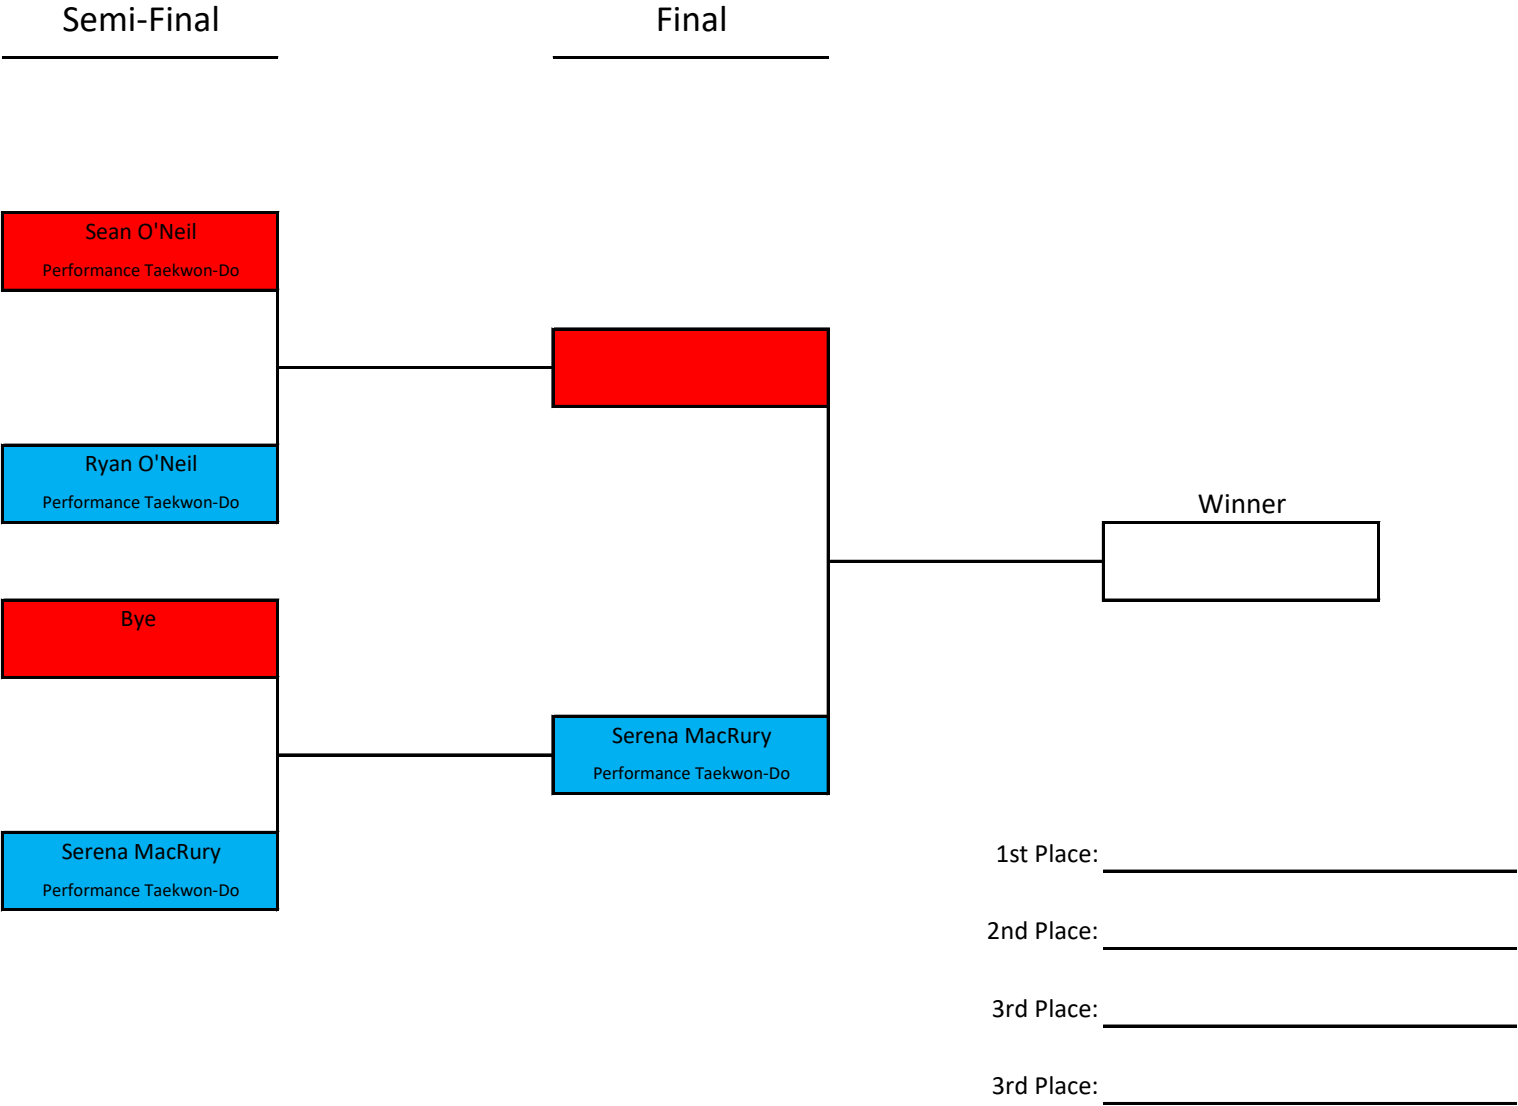 Semi-Final
Final
Sean O'Neil
Performance Taekwon-Do
Ryan O'Neil
Performance Taekwon-Do
Winner
Bye
Serena MacRury
Performance Taekwon-Do
Serena MacRury
Performance Taekwon-Do
1st Place:
2nd Place:
3rd Place:
3rd Place: